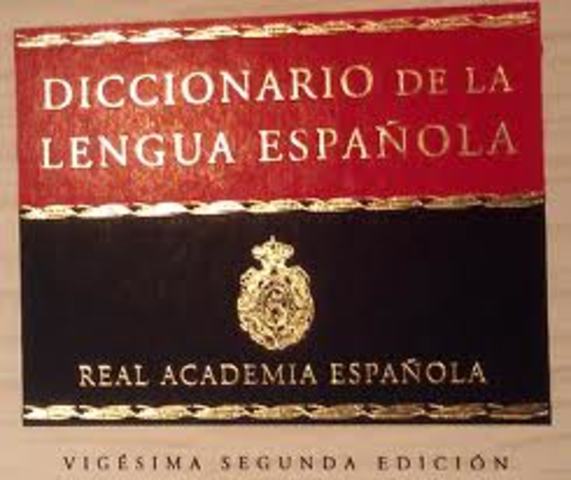 DICCIONARIO DE LA
LENGUA ESPAÑOLA
REAL ACADEMIA ESPAÑOLA
VIGÉSIMA SEGUNDA EDICIÓN